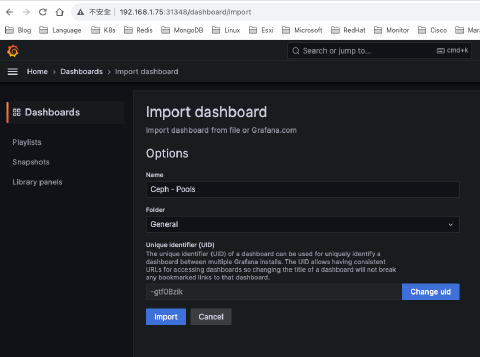 不安全 | 192.168.1.75:31348/dashboard/import
Blog Language K8s Redis MongoDB Linux Esxi Microsoft RedHat Monitor Cisco
Search or jump to... cmd+k
Home > Dashboards > Import dashboard
Dashboards
Playlists
Snapshots
Library panels
Import dashboard
Import dashboard from file or Grafana.com
Options
Name
Ceph - Pools
Folder
General
Unique identifier (UID)
The unique identifier (UID) of a dashboard can be used for uniquely identify a
dashboard between multiple Grafana installs. The UID allows having consistent
URLs for accessing dashboards so changing the title of a dashboard will not break
any bookmarked links to that dashboard.
-gtf0Bzik
Change uid
Import Cancel